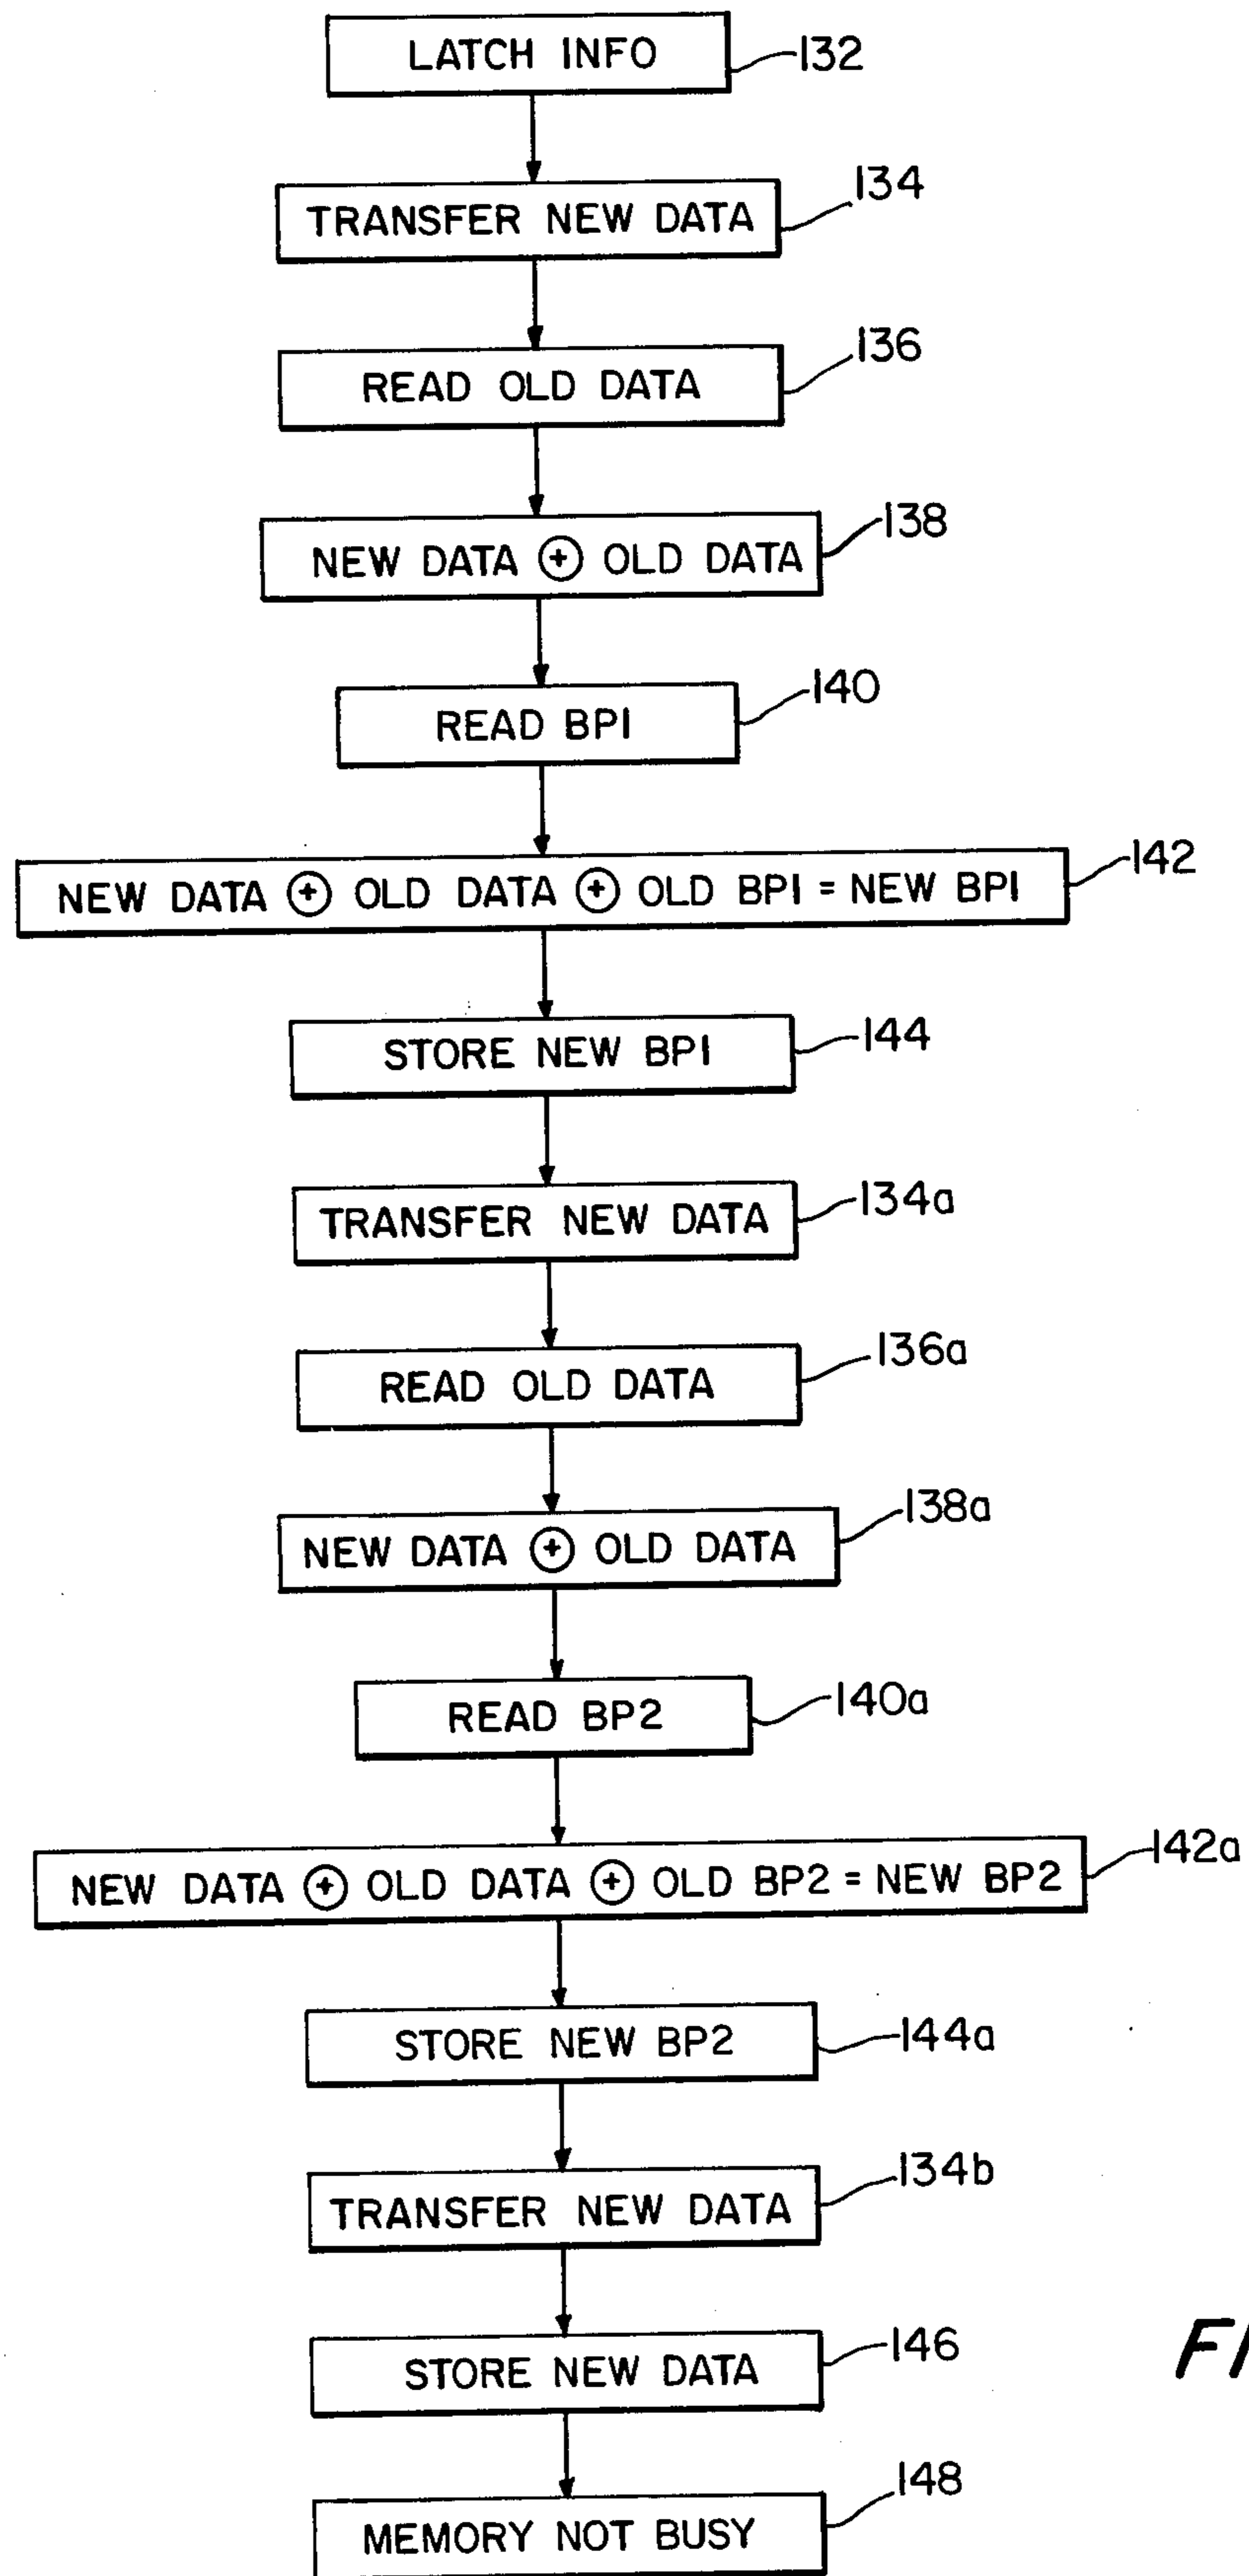 LATCH INFO 132
TRANSFER NEW DATA 134
READ OLD DATA 136
NEW DATA ⊕ OLD DATA 138
READ BP1 140
NEW DATA ⊕ OLD DATA ⊕ OLD BP1 = NEW BP1 142
STORE NEW BP1 144
TRANSFER NEW DATA 134a
READ OLD DATA 136a
NEW DATA ⊕ OLD DATA 138a
READ BP2 140a
NEW DATA ⊕ OLD DATA ⊕ OLD BP2 = NEW BP2 142a
STORE NEW BP2 144a
TRANSFER NEW DATA 134b
STORE NEW DATA 146
MEMORY NOT BUSY 148